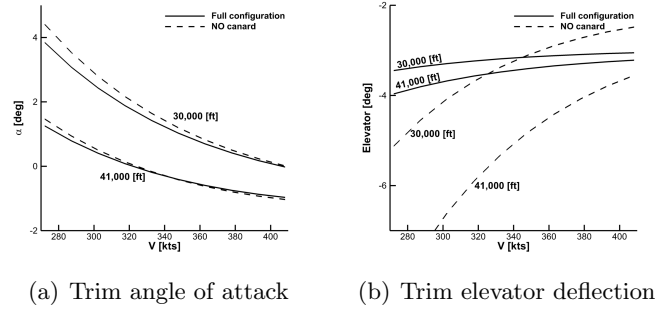 Full configuration
NO canard
30,000 [ft]
41,000 [ft]
α [deg]
4
2
0
-2
280 300 320 340 360 380 400
V [kts]
(a) Trim angle of attack
Full configuration
NO canard
30,000 [ft]
41,000 [ft]
30,000 [ft]
41,000 [ft]
Elevator [deg]
-2
-4
-6
280 300 320 340 360 380 400
V [kts]
(b) Trim elevator deflection